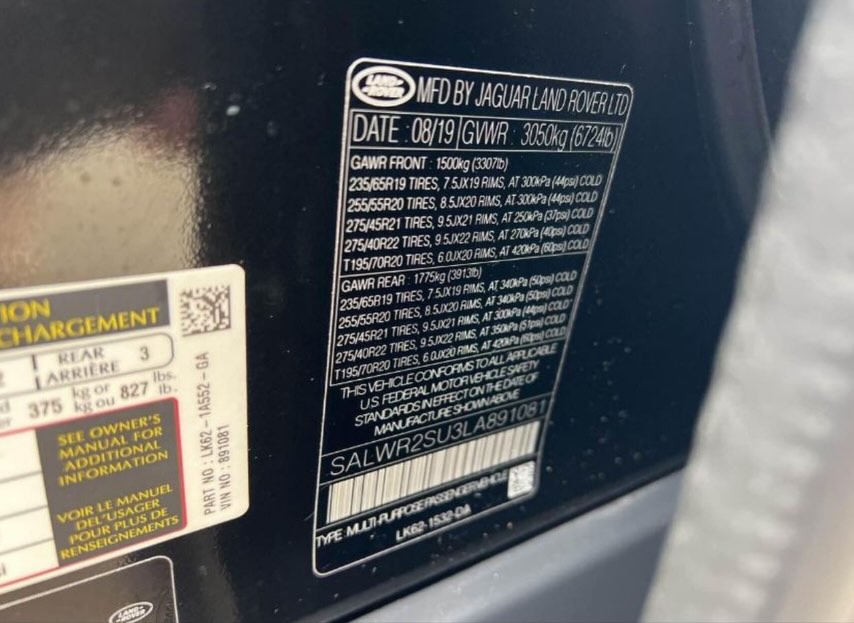 LAND
ROVER
MFD BY JAGUAR LAND ROVER LTD
DATE : 08/19 GVWR : 3050kg (6724lb)
GAWR FRONT : 1500kg (3307lb)
235/65R19 TIRES, 7.5JX19 RIMS, AT 300kPa (44psi) COLD
255/55R20 TIRES, 8.5JX20 RIMS, AT 300kPa (44psi) COLD
275/45R21 TIRES, 9.5JX21 RIMS, AT 250kPa (37psi) COLD
275/40R22 TIRES, 9.5JX22 RIMS, AT 270kPa (40psi) COLD
T195/70R20 TIRES, 6.0JX20 RIMS, AT 420kPa (60psi) COLD
GAWR REAR : 1775kg (3913lb)
235/65R19 TIRES, 7.5JX19 RIMS, AT 340kPa (50psi) COLD
255/55R20 TIRES, 8.5JX20 RIMS, AT 340kPa (50psi) COLD
275/45R21 TIRES, 9.5JX21 RIMS, AT 300kPa (44psi) COLD
275/40R22 TIRES, 9.5JX22 RIMS, AT 350kPa (51psi) COLD
T195/70R20 TIRES, 6.0JX20 RIMS, AT 420kPa (60psi) COLD
THIS VEHICLE CONFORMS TO ALL APPLICABLE
U.S. FEDERAL MOTOR VEHICLE SAFETY
STANDARDS IN EFFECT ON THE DATE OF
MANUFACTURE SHOWN ABOVE
SALWR2SU3LA891081
TYPE: MULTI-PURPOSE PASSENGER VEHICLE
LK62-1532-DA
ION
CHARGEMENT
2 REAR 3
ARRIÈRE
375 kg or 827 lbs.
kg ou lb.
SEE OWNER'S
MANUAL FOR
ADDITIONAL
INFORMATION
VOIR LE MANUEL
DEL'USAGER
POUR PLUS DE
RENSEIGNEMENTS
PART NO : LK62-1A552-GA
VIN NO : 891081
LAND
ROVER